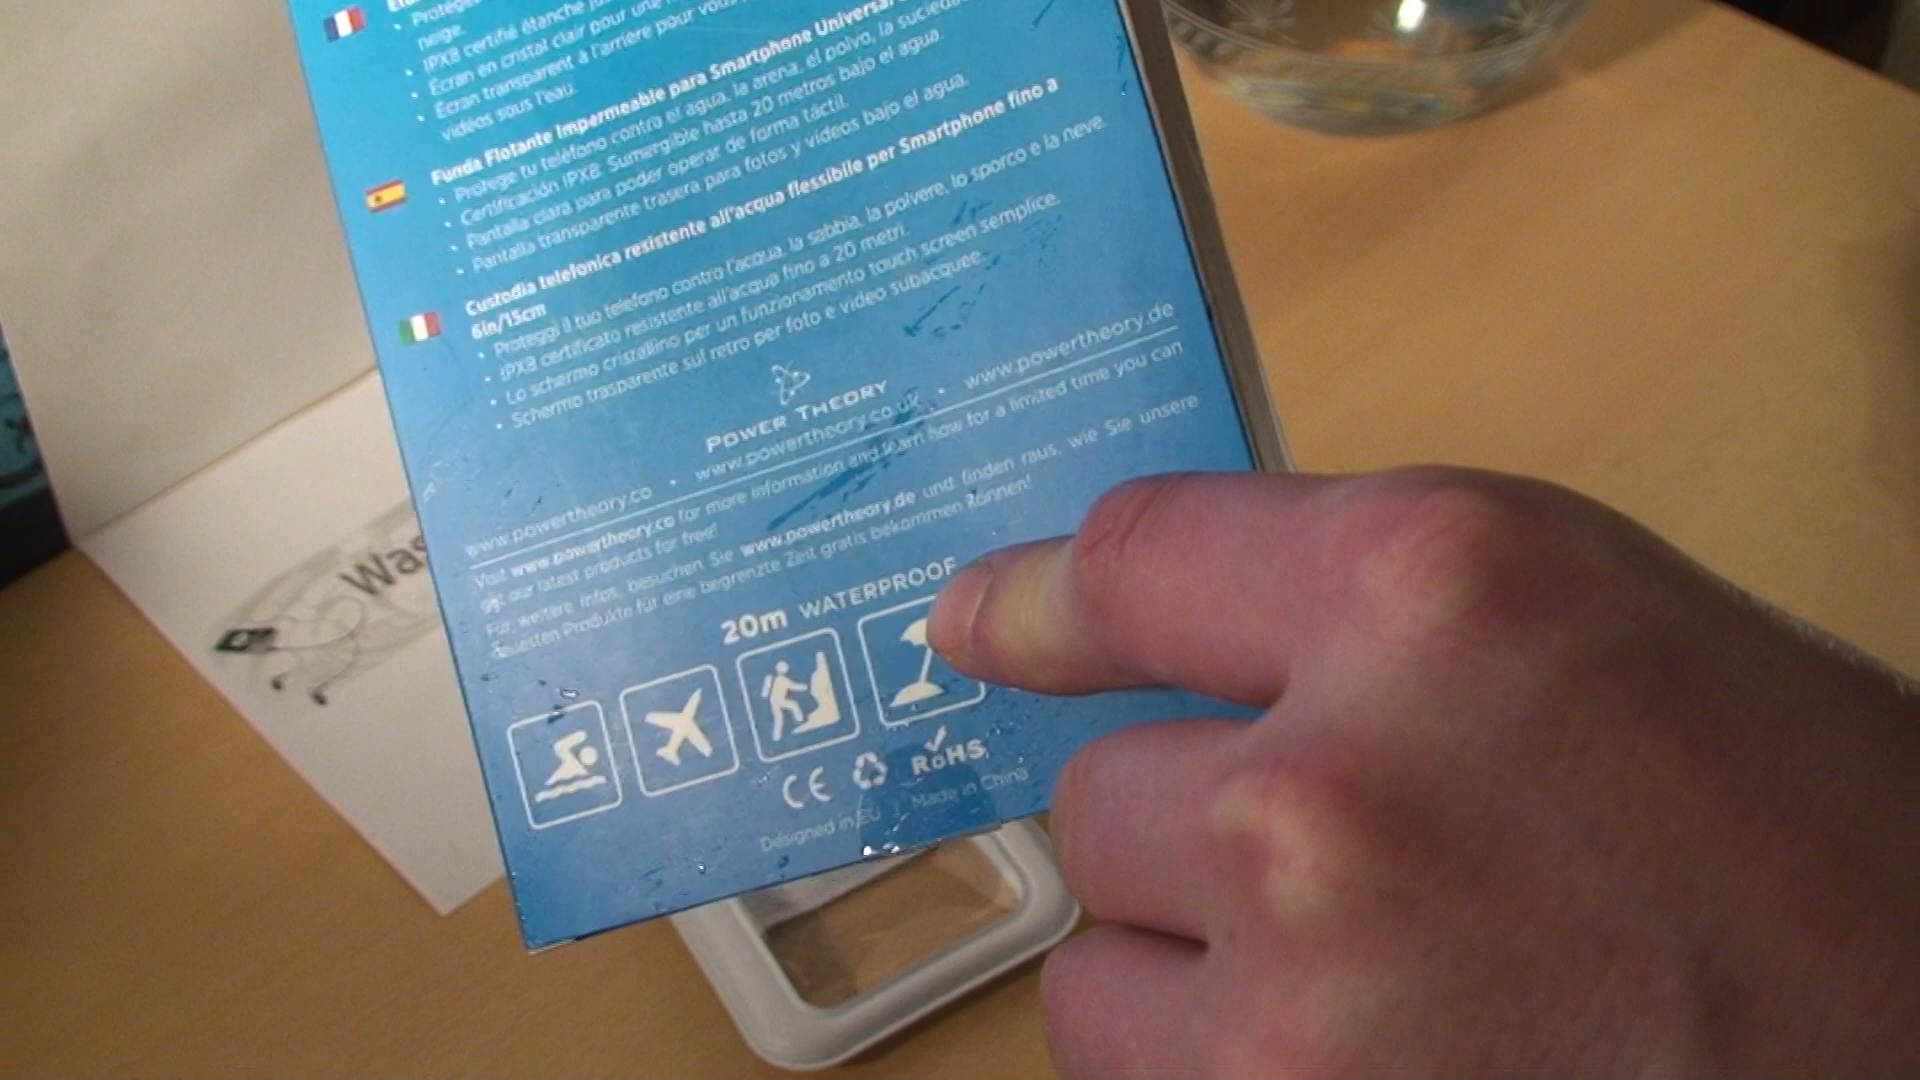 Protégez
neige.
IPX8 certifié étanche
Écran en cristal clair pour une
Écran transparent à l'arrière pour
vidéos sous l'eau.
Funda Flotante Impermeable para Smartphone Universal
• Protege tu teléfono contra el agua, la arena, el polvo, la
• Certificación IPX8. Sumergible hasta 20 metros bajo el agua.
• Pantalla clara para poder operar de forma táctil.
• Pantalla transparente trasera para fotos y vídeos bajo el agua.
Custodia telefonica resistente all'acqua flessibile per Smartphone fino a
6in/15cm
• Proteggi il tuo telefono contro l'acqua, la sabbia, la polvere, lo sporco e la neve.
• IPX8 certificato resistente all'acqua fino a 20 metri.
• Lo schermo cristallino per un funzionamento touch screen semplice.
• Schermo trasparente sul retro per foto e video subacquee.
POWER THEORY
www.powertheory.co • www.powertheory.co.uk • www.powertheory.de
Visit www.powertheory.co for more information and learn how for a limited time you can
get our latest products for free!
Für weitere Infos, besuchen Sie www.powertheory.de und finden raus, wie Sie unsere
neuesten Produkte für eine begrenzte Zeit gratis bekommen können!
20m WATERPROOF
CE RoHS
Designed in EU | Made in China
Was